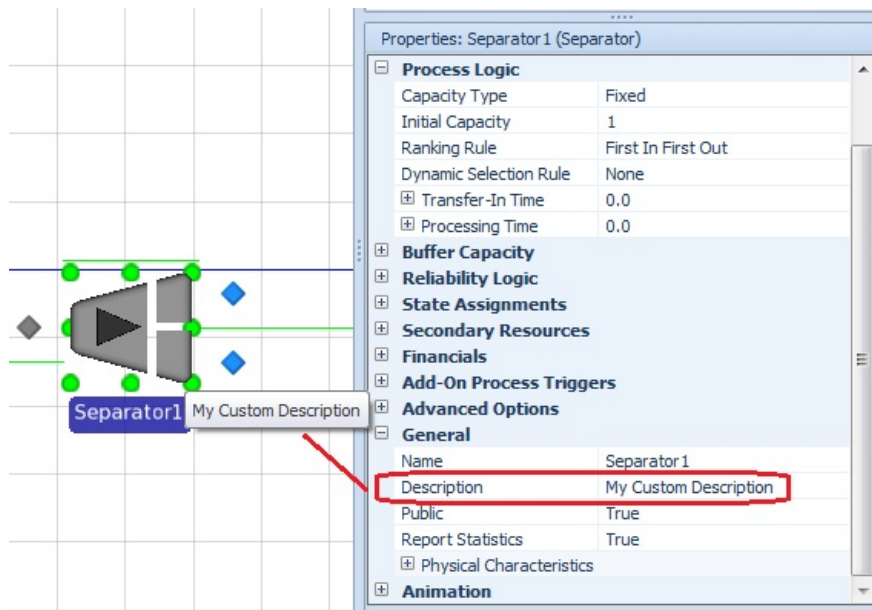 Properties: Separator1 (Separator)
Process Logic
Capacity Type Fixed
Initial Capacity 1
Ranking Rule First In First Out
Dynamic Selection Rule None
Transfer-In Time 0.0
Processing Time 0.0
Buffer Capacity
Reliability Logic
State Assignments
Secondary Resources
Financials
Add-On Process Triggers
Advanced Options
General
Name Separator1
Description My Custom Description
Public True
Report Statistics True
Physical Characteristics
Animation
Separator1
My Custom Description